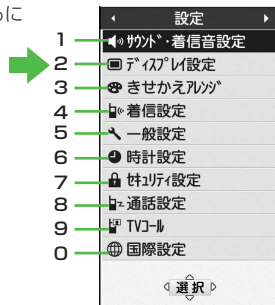 らに
設定
1 ｻｳﾝﾄﾞ･着信音設定
2 ﾃﾞｨｽﾌﾟﾚｲ設定
3 きせかえｱﾚﾝｼﾞ
4 着信設定
5 一般設定
6 時計設定
7 ｾｷｭﾘﾃｨ設定
8 通話設定
9 TVｺｰﾙ
0 国際設定
選択